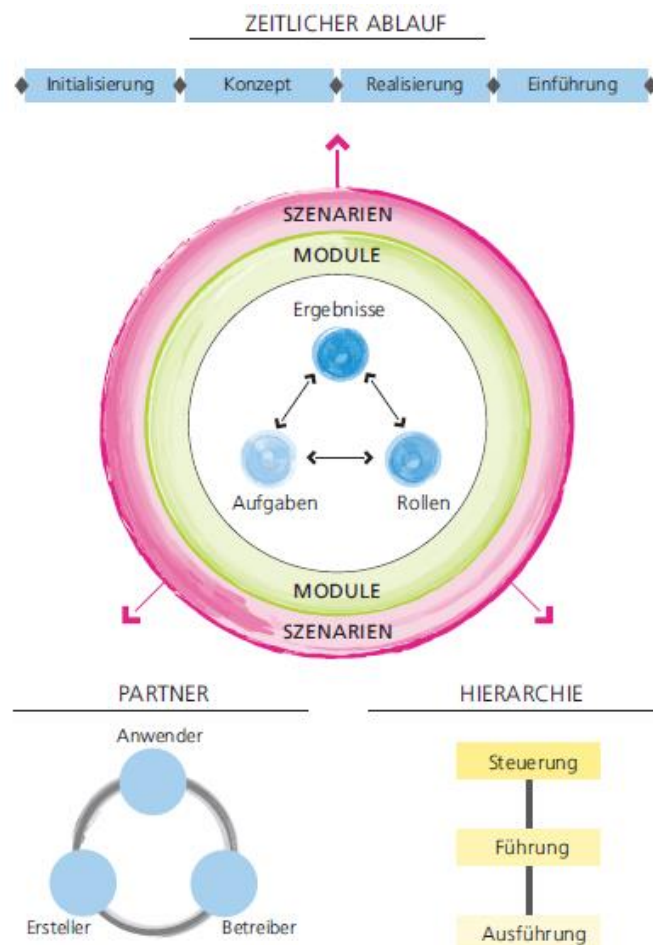 ZEITLICHER ABLAUF
Initialisierung Konzept Realisierung Einführung
SZENARIEN
MODULE
Ergebnisse
Aufgaben Rollen
MODULE
SZENARIEN
PARTNER
Anwender
Ersteller Betreiber
HIERARCHIE
Steuerung
Führung
Ausführung